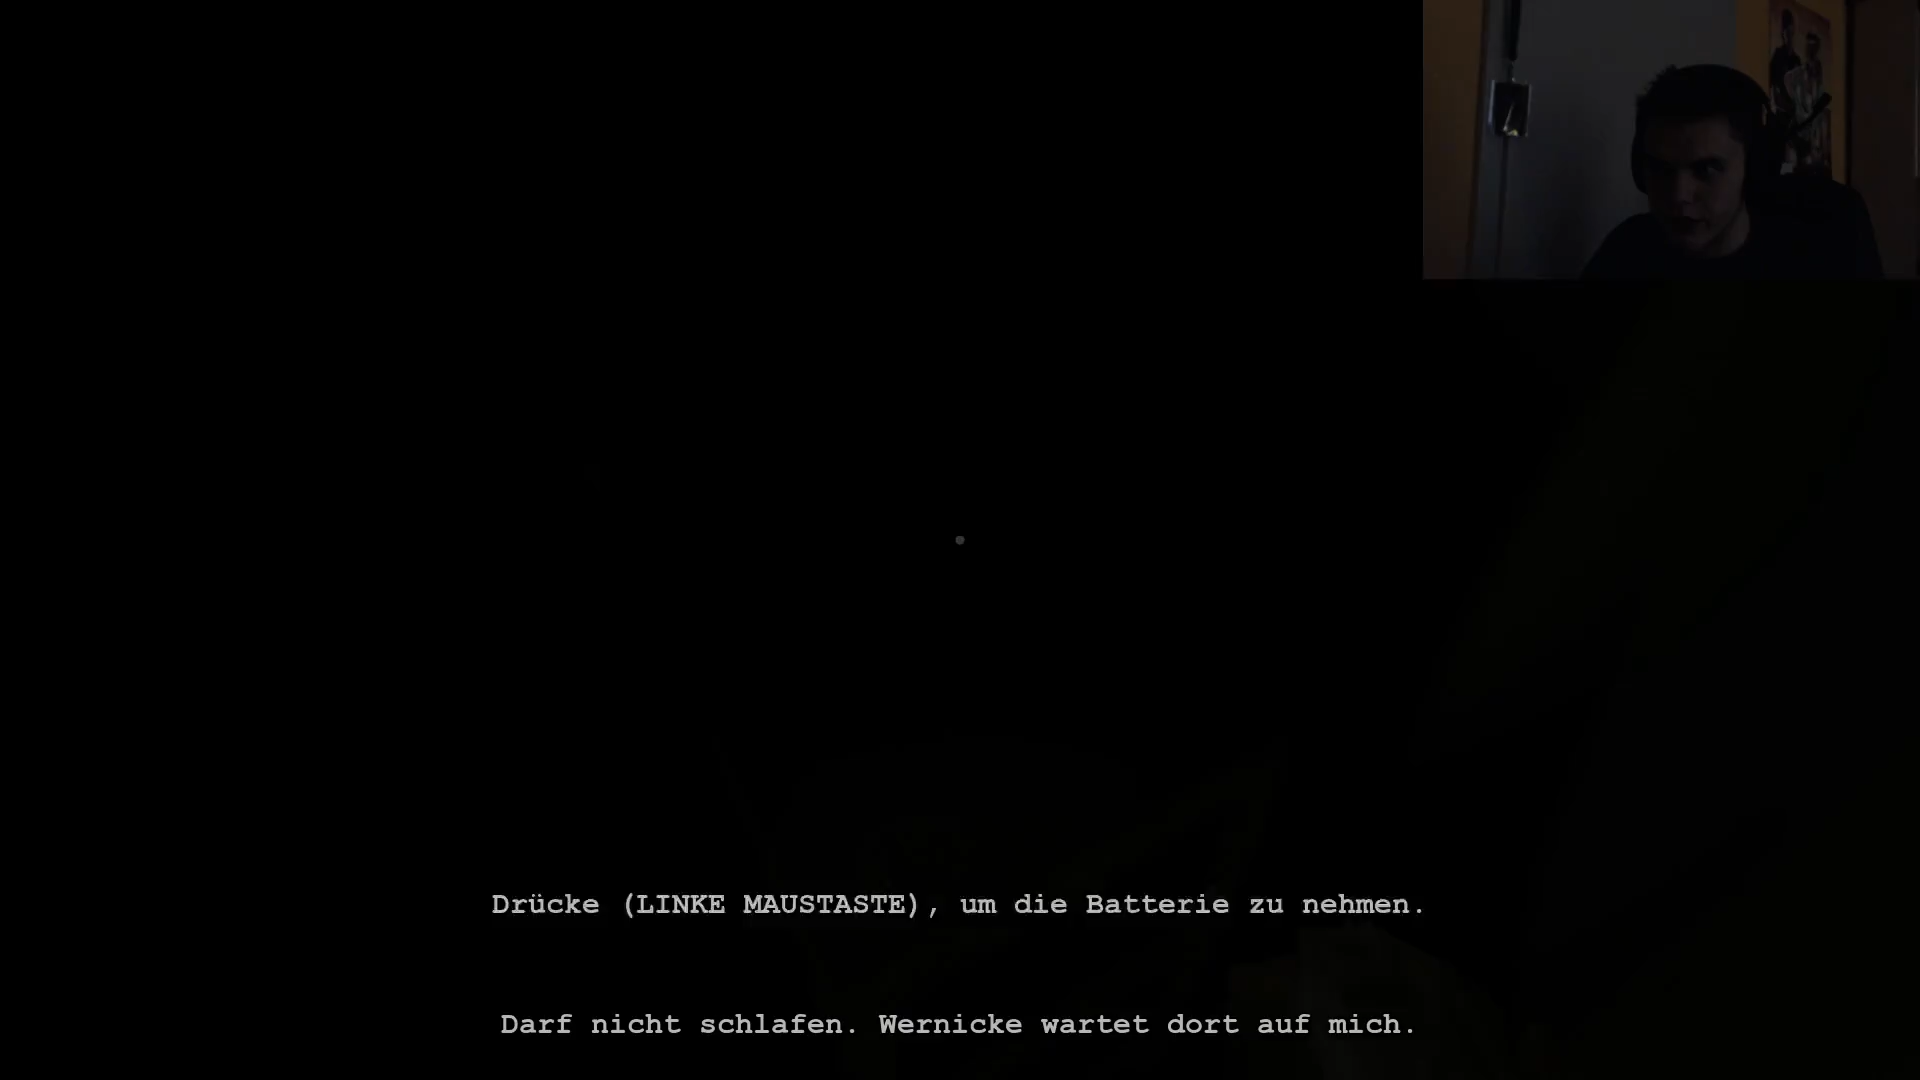 Drücke (LINKE MAUSTASTE), um die Batterie zu nehmen.
Darf nicht schlafen. Wernicke wartet dort auf mich.